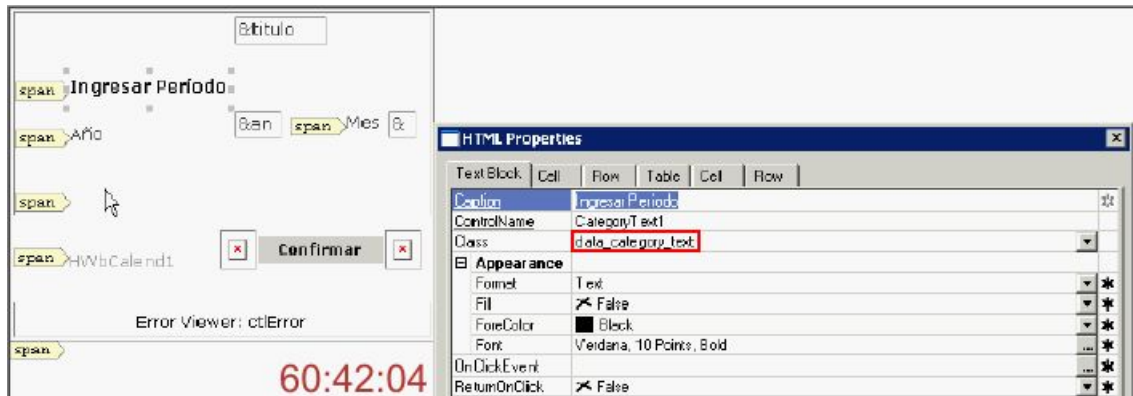 &titulo
span Ingresar Período
span Año &an span Mes &
span
span HWbCalend1 Confirmar
Error Viewer: ctlError
span
60:42:04
HTML Properties
Text Block Cell Row Table Cell Row
Caption Ingresar Periodo
ControlName CategoryText1
Class data_category_text
Appearance
Format Text
Fill False
ForeColor Black
Font Verdana, 10 Points, Bold
OnClickEvent
ReturnOnClick False